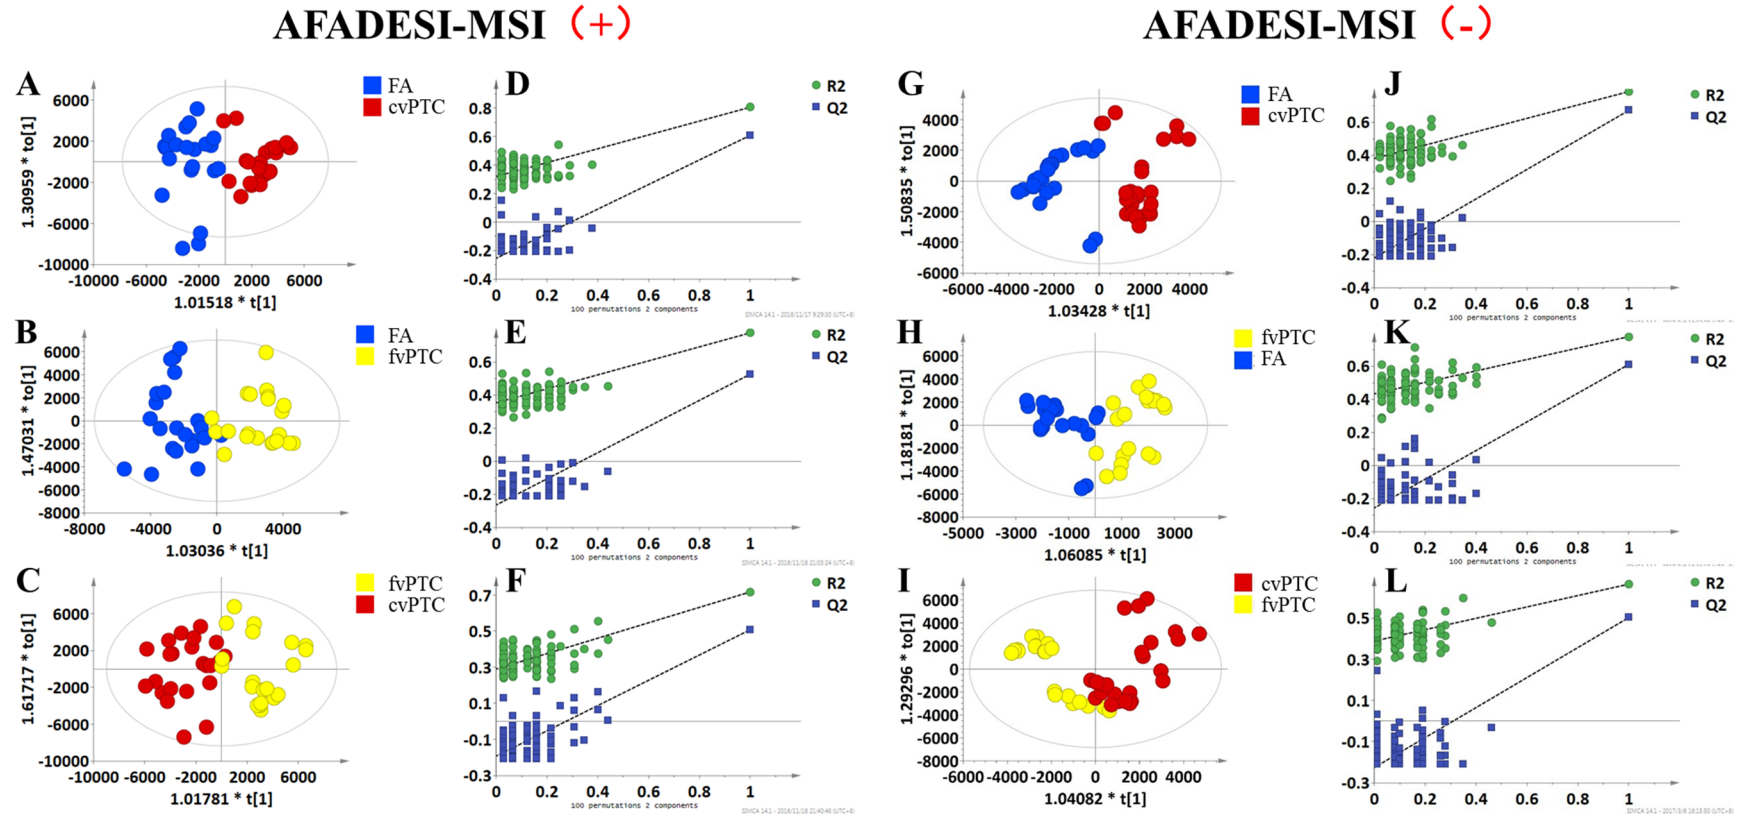 AFADESI-MSI (+)
AFADESI-MSI (-)
A
FA
cvPTC
1.30959 * to[1]
6000
2000
-2000
-6000
-10000
-10000 -6000 -2000 2000 6000
1.01518 * t[1]
D
R2
Q2
0.8
0.6
0.4
0.2
0
-0.2
-0.4
0 0.2 0.4 0.6 0.8 1
100 permutations 2 components
G
FA
cvPTC
1.50835 * to[1]
4000
2000
0
-2000
-4000
-6000
-6000 -4000 -2000 0 2000 4000
1.03428 * t[1]
J
R2
Q2
0.6
0.4
0.2
0
-0.2
-0.4
0 0.2 0.4 0.6 0.8 1
100 permutations 2 components
B
FA
fvPTC
1.47031 * to[1]
6000
4000
2000
0
-2000
-4000
-6000
-8000
-8000 -4000 0 4000
1.03036 * t[1]
E
R2
Q2
0.6
0.4
0.2
0
-0.2
-0.4
0 0.2 0.4 0.6 0.8 1
100 permutations 2 components
H
fvPTC
FA
1.18181 * to[1]
6000
4000
2000
0
-2000
-4000
-6000
-8000
-5000 -3000 -1000 1000 3000
1.06085 * t[1]
K
R2
Q2
0.6
0.4
0.2
0
-0.2
-0.4
0 0.2 0.4 0.6 0.8 1
100 permutations 2 components
C
fvPTC
cvPTC
1.61717 * to[1]
6000
2000
-2000
-6000
-10000
-10000 -6000 -2000 2000 6000
1.01781 * t[1]
F
R2
Q2
0.7
0.5
0.3
0.1
-0.1
-0.3
0 0.2 0.4 0.6 0.8 1
100 permutations 2 components
I
cvPTC
fvPTC
1.29296 * to[1]
6000
4000
2000
0
-2000
-4000
-6000
-8000
-6000 -4000 -2000 0 2000 4000
1.04082 * t[1]
L
R2
Q2
0.5
0.3
0.1
-0.1
-0.3
0 0.2 0.4 0.6 0.8 1
100 permutations 2 components